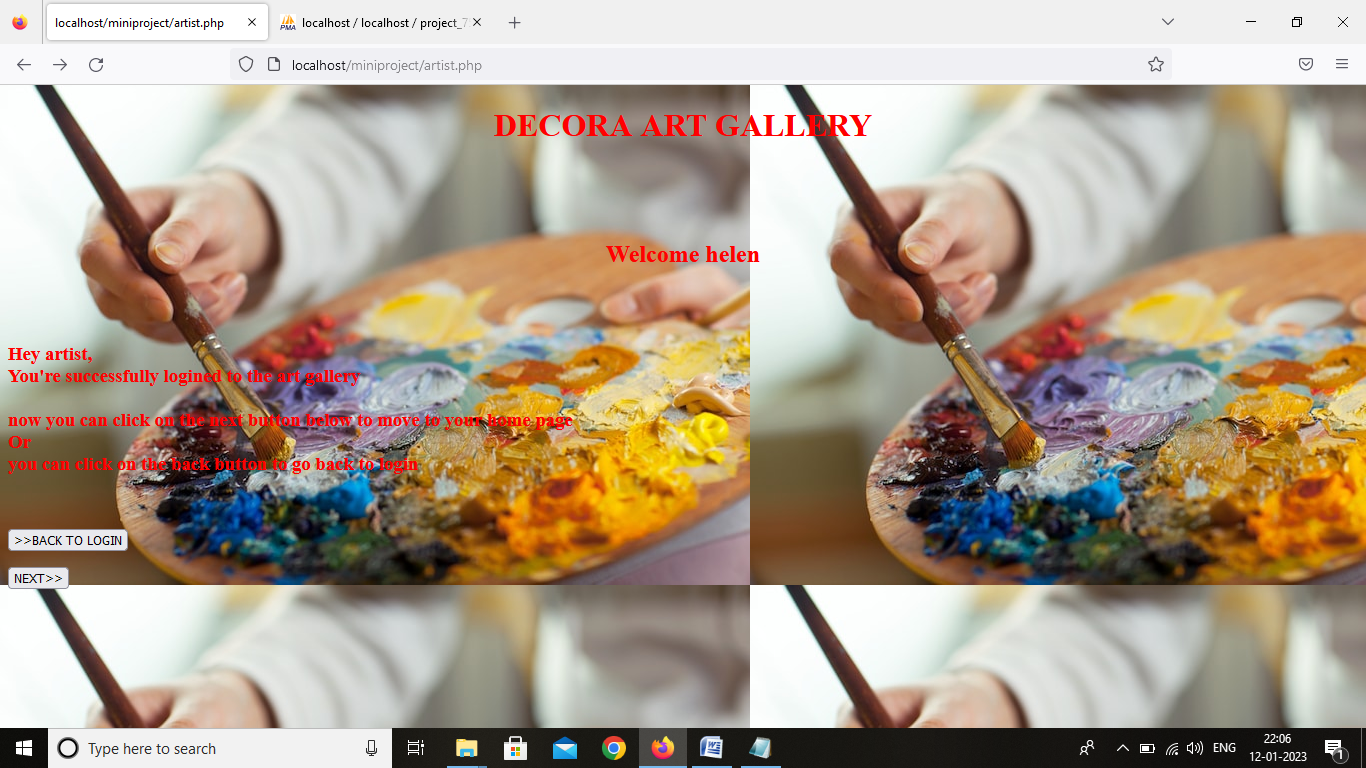 localhost/miniproject/artist.php
localhost / localhost / project_7
PMA
localhost/miniproject/artist.php
DECORA ART GALLERY
Welcome helen
Hey artist,
You're successfully logined to the art gallery
now you can click on the next button below to move to your home page
Or
you can click on the back button to go back to login
>>BACK TO LOGIN
NEXT>>
Type here to search
W
ENG
22:06
12-01-2023
1